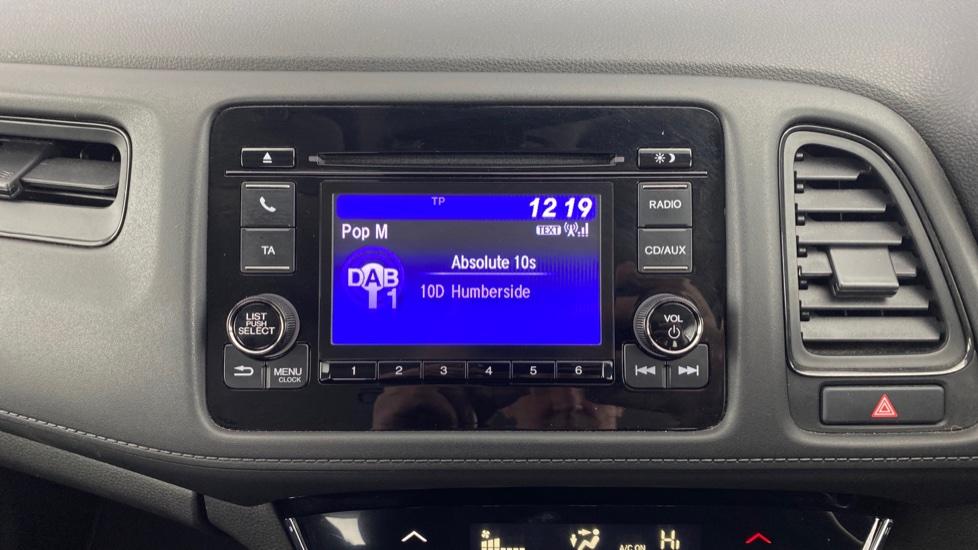 TP
12 19
Pop M
TEXT
Absolute 10s
DAB
1
10D Humberside
TA
RADIO
CD/AUX
LIST
PUSH
SELECT
VOL
MENU
CLOCK
1 2 3 4 5 6
A/C ON
Hi